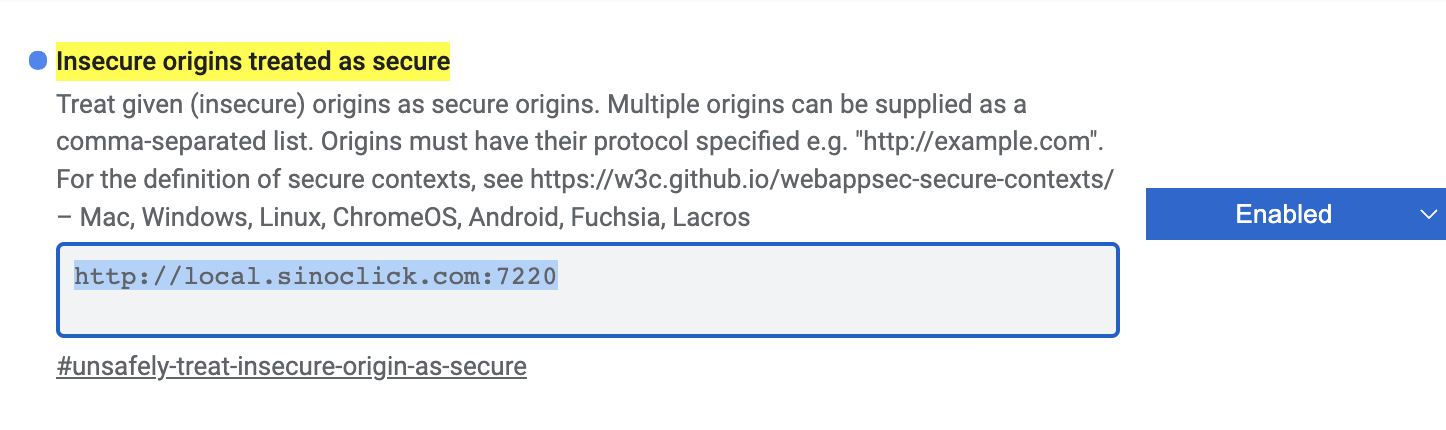 Insecure origins treated as secure
Treat given (insecure) origins as secure origins. Multiple origins can be supplied as a
comma-separated list. Origins must have their protocol specified e.g. "http://example.com".
For the definition of secure contexts, see https://w3c.github.io/webappsec-secure-contexts/
– Mac, Windows, Linux, ChromeOS, Android, Fuchsia, Lacros
Enabled
http://local.sinoclick.com:7220
#unsafely-treat-insecure-origin-as-secure